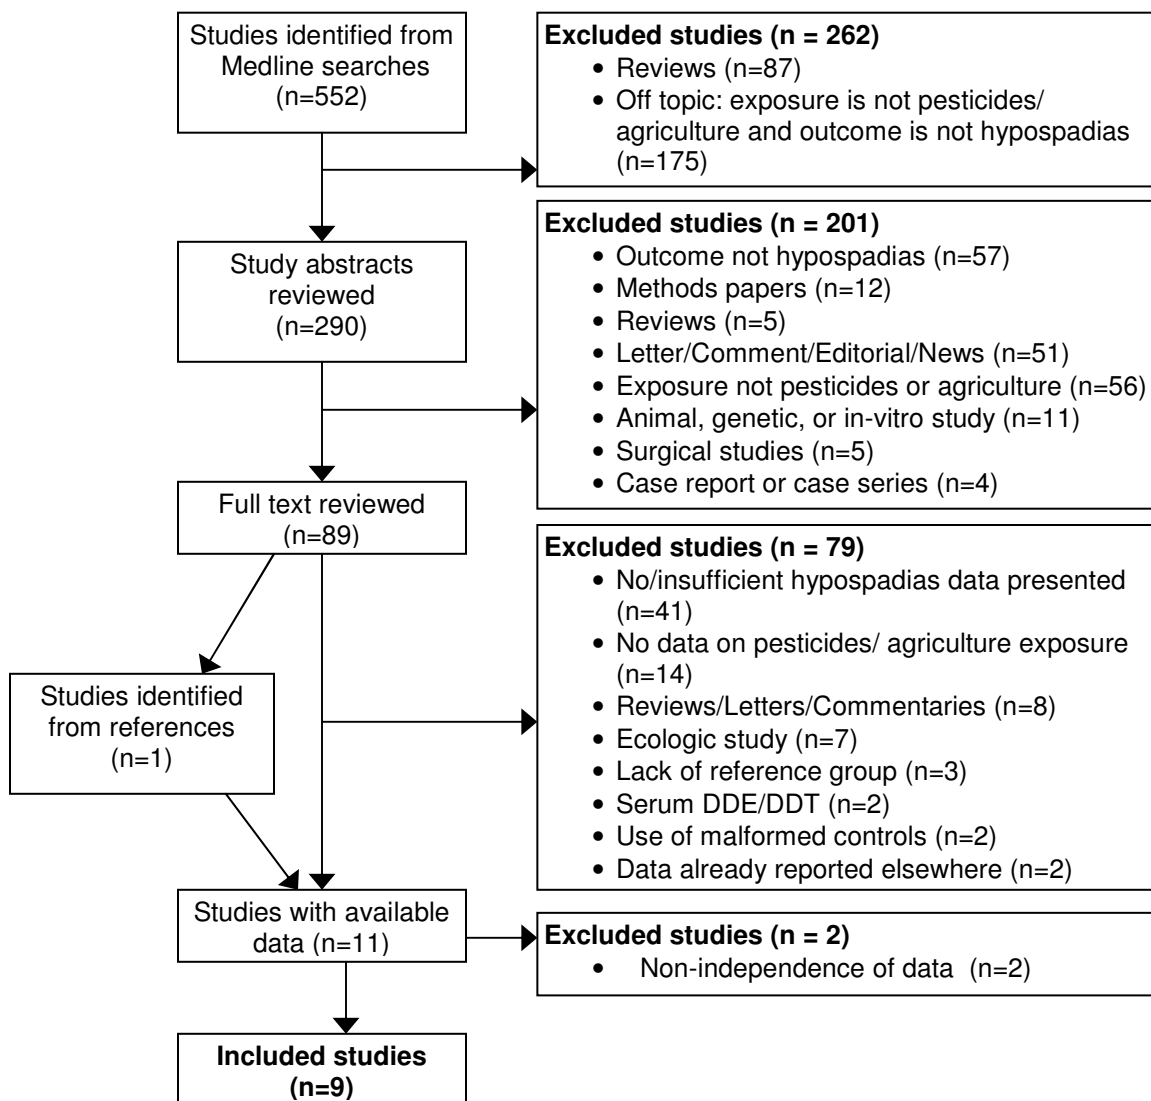 Studies identified from
Medline searches
(n=552)
Excluded studies (n = 262)
• Reviews (n=87)
• Off topic: exposure is not pesticides/
agriculture and outcome is not hypospadias
(n=175)
Study abstracts
reviewed
(n=290)
Excluded studies (n = 201)
• Outcome not hypospadias (n=57)
• Methods papers (n=12)
• Reviews (n=5)
• Letter/Comment/Editorial/News (n=51)
• Exposure not pesticides or agriculture (n=56)
• Animal, genetic, or in-vitro study (n=11)
• Surgical studies (n=5)
• Case report or case series (n=4)
Full text reviewed
(n=89)
Excluded studies (n = 79)
• No/insufficient hypospadias data presented
(n=41)
• No data on pesticides/ agriculture exposure
(n=14)
• Reviews/Letters/Commentaries (n=8)
• Ecologic study (n=7)
• Lack of reference group (n=3)
• Serum DDE/DDT (n=2)
• Use of malformed controls (n=2)
• Data already reported elsewhere (n=2)
Studies identified
from references
(n=1)
Studies with available
data (n=11)
Excluded studies (n = 2)
• Non-independence of data (n=2)
Included studies
(n=9)